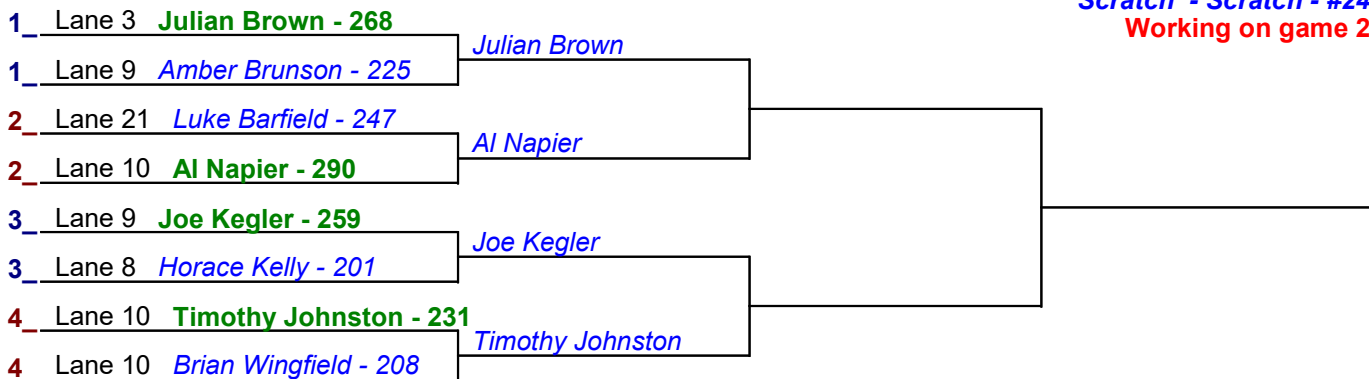 Scratch - Scratch - #24
Working on game 2
1_ Lane 3 Julian Brown - 268
Julian Brown
1_ Lane 9 Amber Brunson - 225
2_ Lane 21 Luke Barfield - 247
Al Napier
2_ Lane 10 Al Napier - 290
3_ Lane 9 Joe Kegler - 259
Joe Kegler
3_ Lane 8 Horace Kelly - 201
4_ Lane 10 Timothy Johnston - 231
Timothy Johnston
4 Lane 10 Brian Wingfield - 208